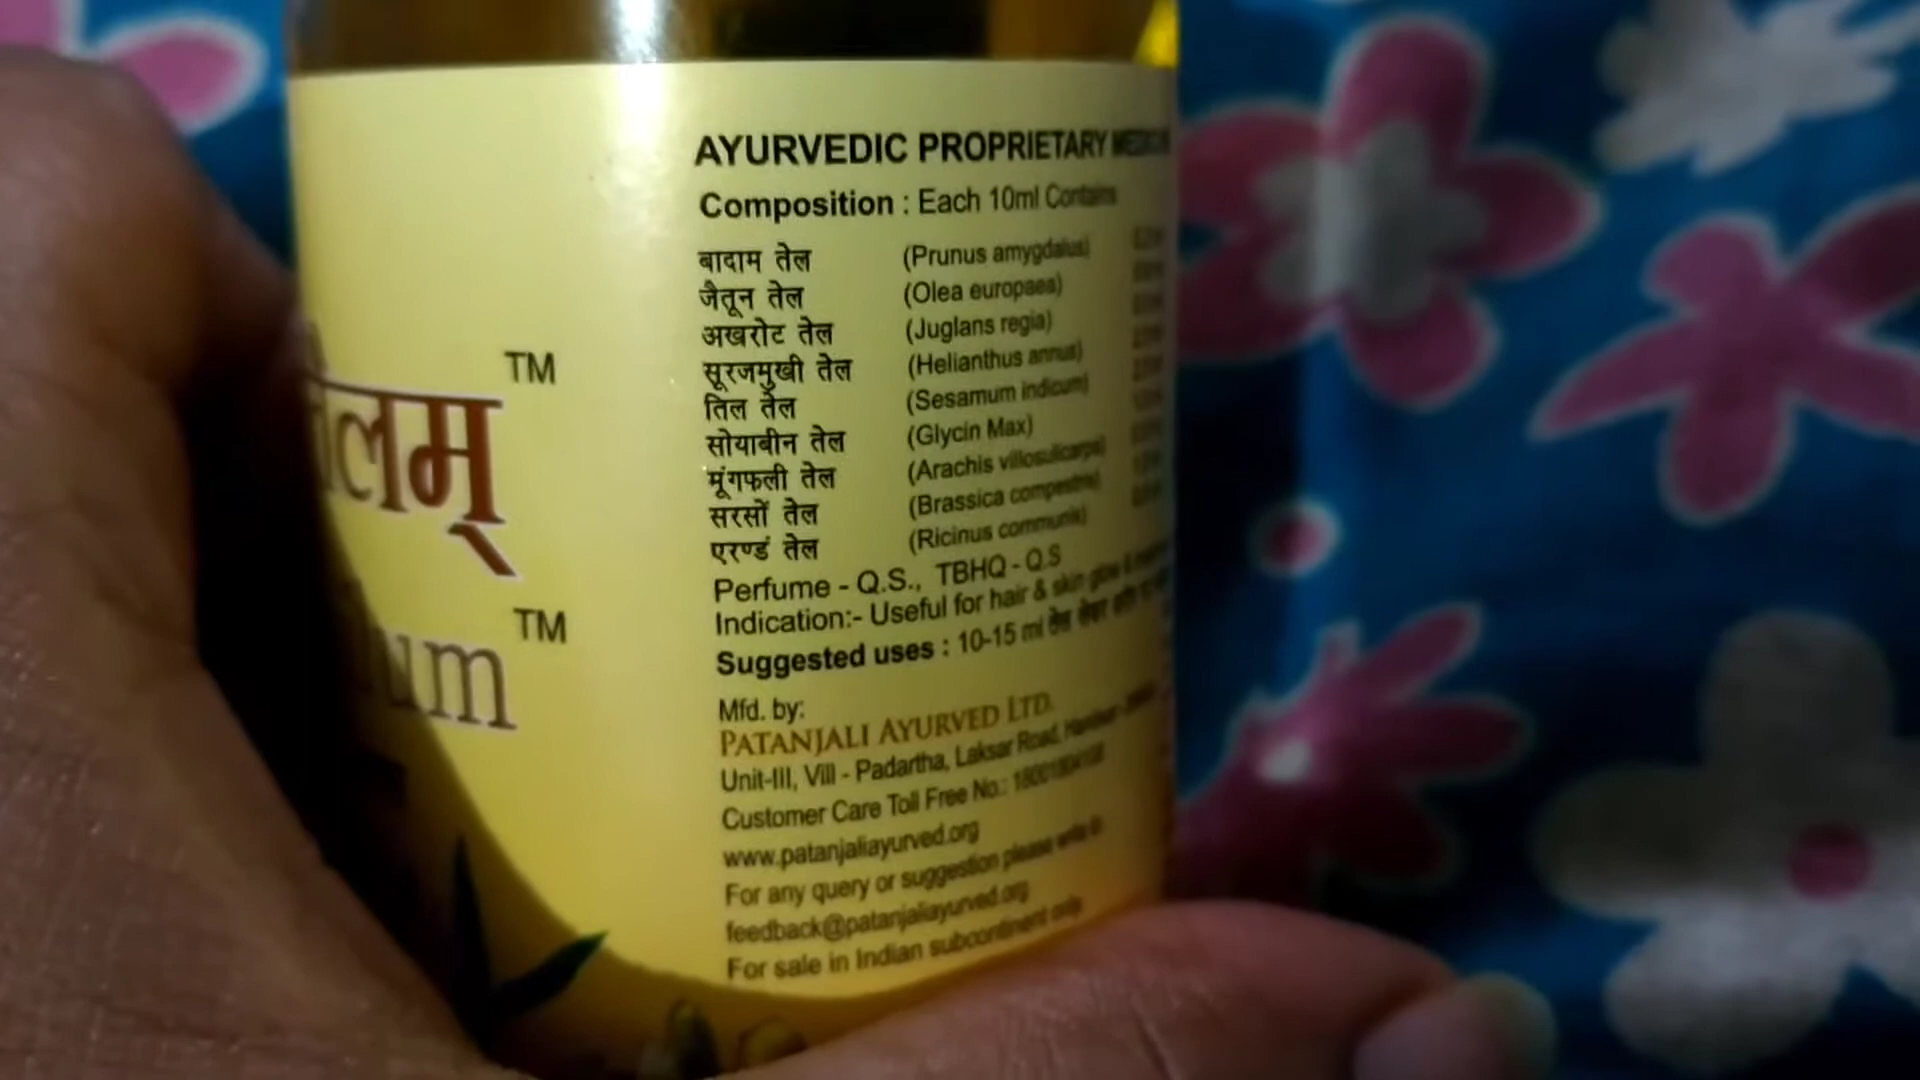 TM
तैलम्
TM
um
AYURVEDIC PROPRIETARY
Composition : Each 10ml Contains
बादाम तेल (Prunus amygdalus)
जैतून तेल (Olea europaea)
अखरोट तेल (Juglans regia)
सूरजमुखी तेल (Helianthus annus)
तिल तेल (Sesamum indicum)
सोयाबीन तेल (Glycin Max)
मूंगफली तेल (Arachis villosulicarpa)
सरसों तेल (Brassica compestris)
एरण्डं तेल (Ricinus communis)
Perfume - Q.S., TBHQ - Q.S
Indication:- Useful for hair & skin glow &
Suggested uses : 10-15 ml तेल
Mfd. by:
PATANJALI AYURVED LTD.
Unit-III, Vill - Padartha, Laksar Road,
Customer Care Toll Free No.:
www.patanjaliayurved.org
For any query or suggestion please write
feedback@patanjaliayurved.org
For sale in Indian subcontinent only